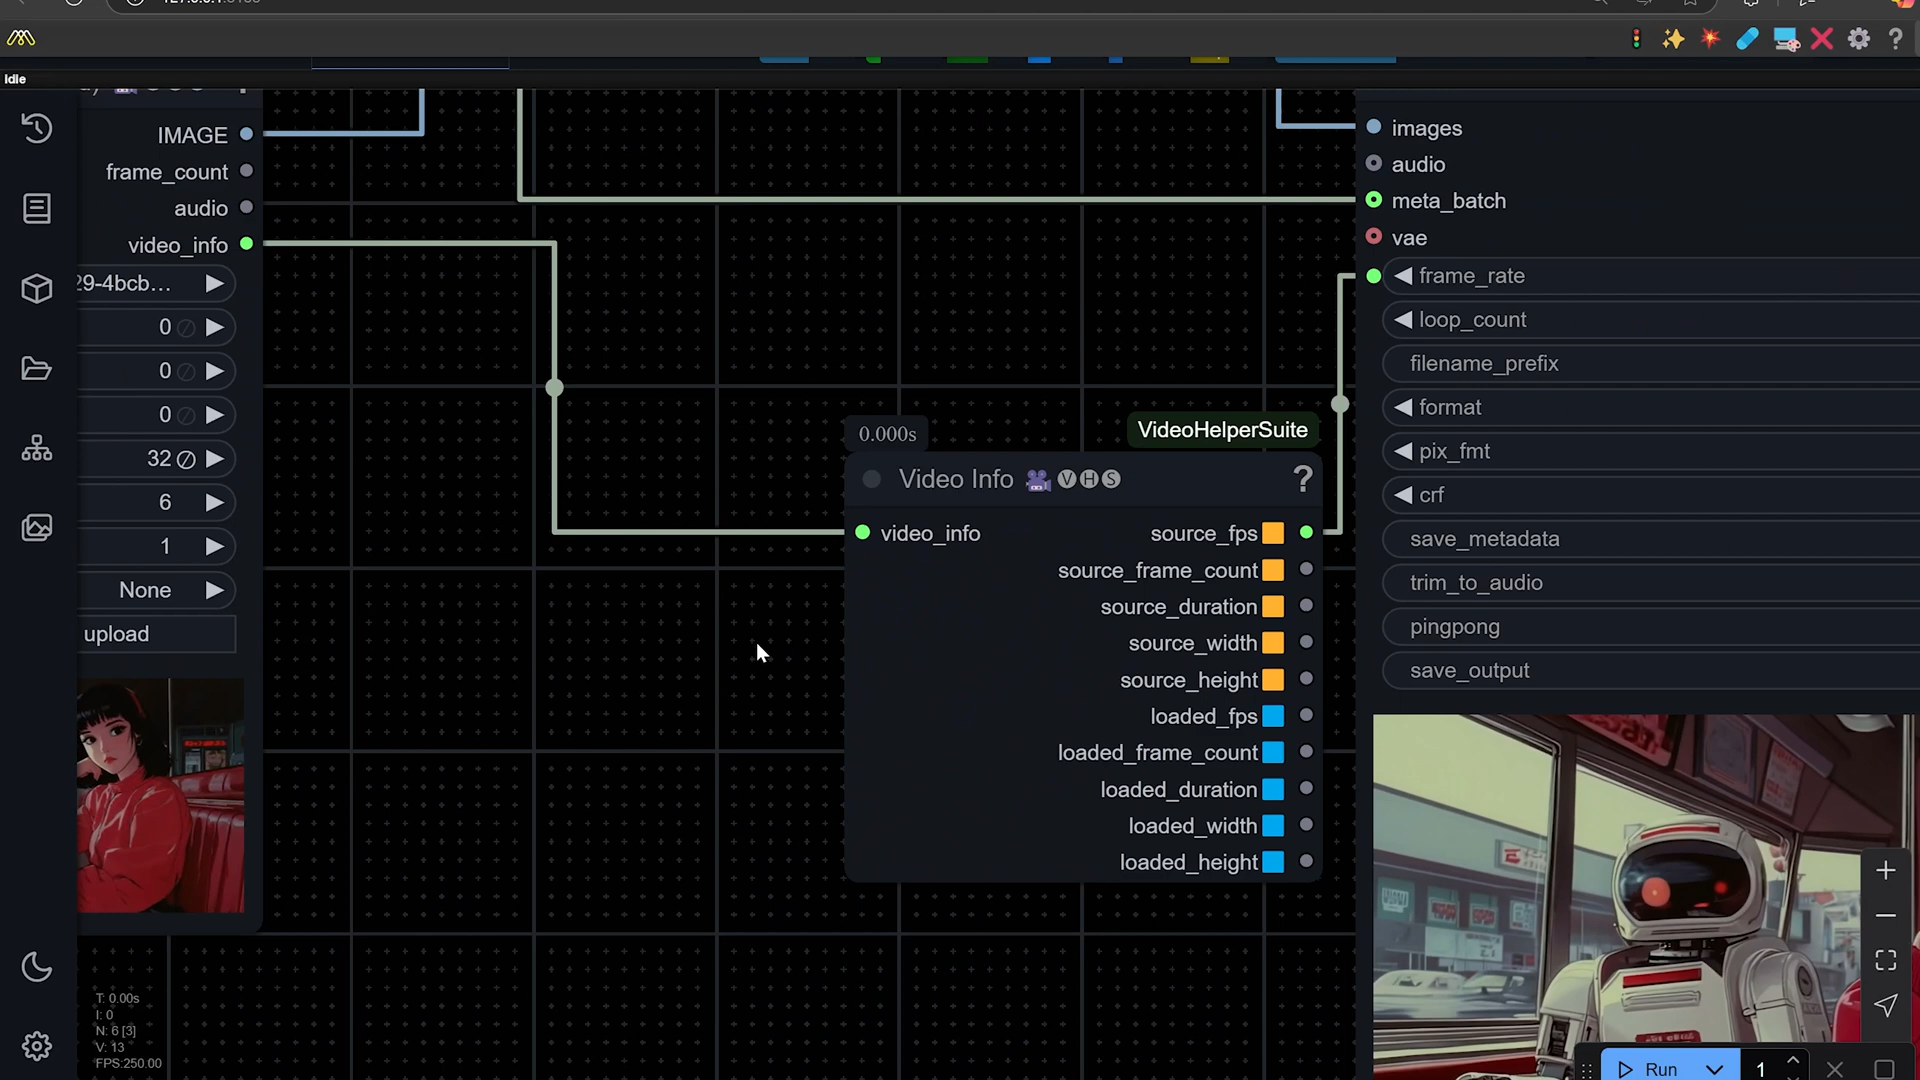 Idle
IMAGE
frame_count
audio
video_info
29-4bcb...
0
0
0
32
6
1
None
upload
0.000s
VideoHelperSuite
Video Info VHS ?
video_info
source_fps
source_frame_count
source_duration
source_width
source_height
loaded_fps
loaded_frame_count
loaded_duration
loaded_width
loaded_height
images
audio
meta_batch
vae
frame_rate
loop_count
filename_prefix
format
pix_fmt
crf
save_metadata
trim_to_audio
pingpong
save_output
T: 0.00s
I: 0
N: 6 [3]
V: 13
FPS:250.00
Run
1